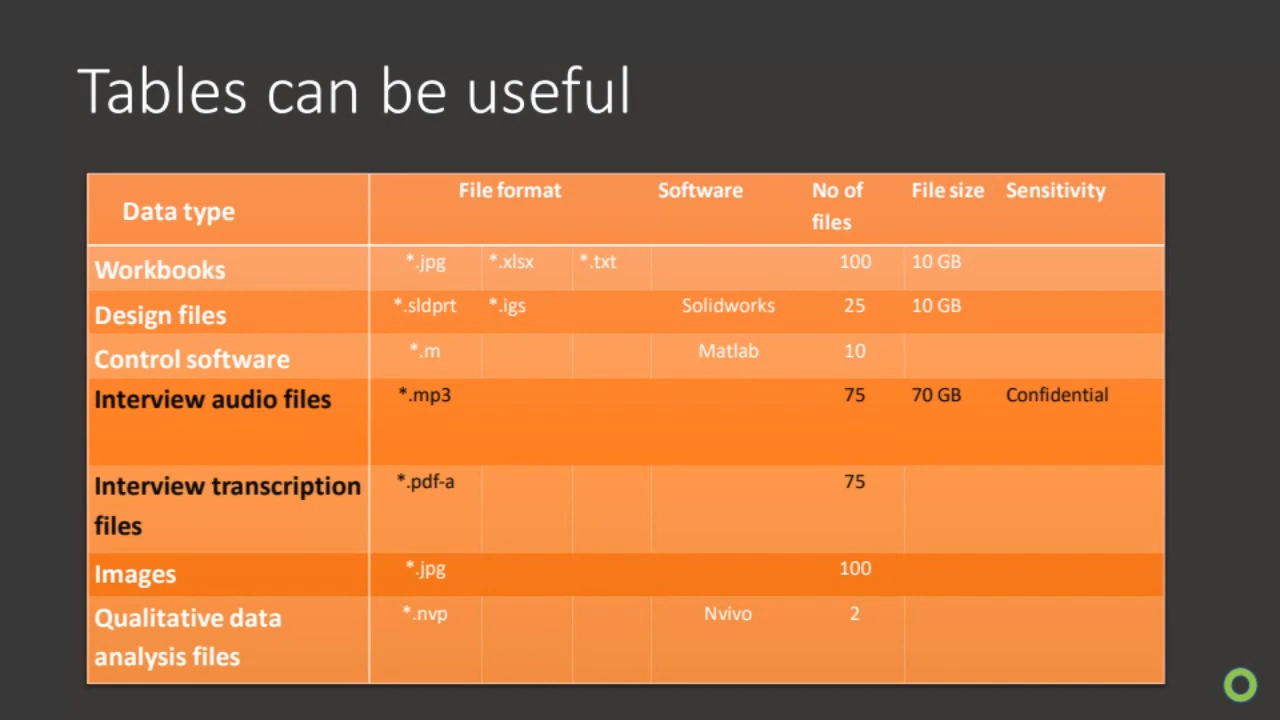 Tables can be useful
Data type File format Software No of files File size Sensitivity
Workbooks *.jpg *.xlsx *.txt 100 10 GB
Design files *.sldprt *.igs Solidworks 25 10 GB
Control software *.m Matlab 10
Interview audio files *.mp3 75 70 GB Confidential
Interview transcription files *.pdf-a 75
Images *.jpg 100
Qualitative data analysis files *.nvp Nvivo 2